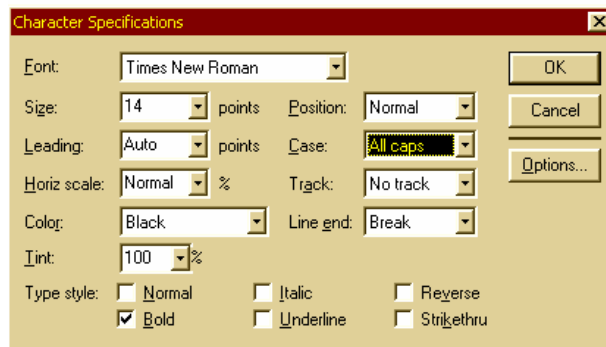 Character Specifications
Font: Times New Roman OK
Size: 14 points Position: Normal Cancel
Leading: Auto points Case: All caps
Options...
Horiz scale: Normal % Track: No track
Color: Black Line end: Break
Tint: 100 %
Type style: Normal Italic Reverse
Bold Underline Strikethru